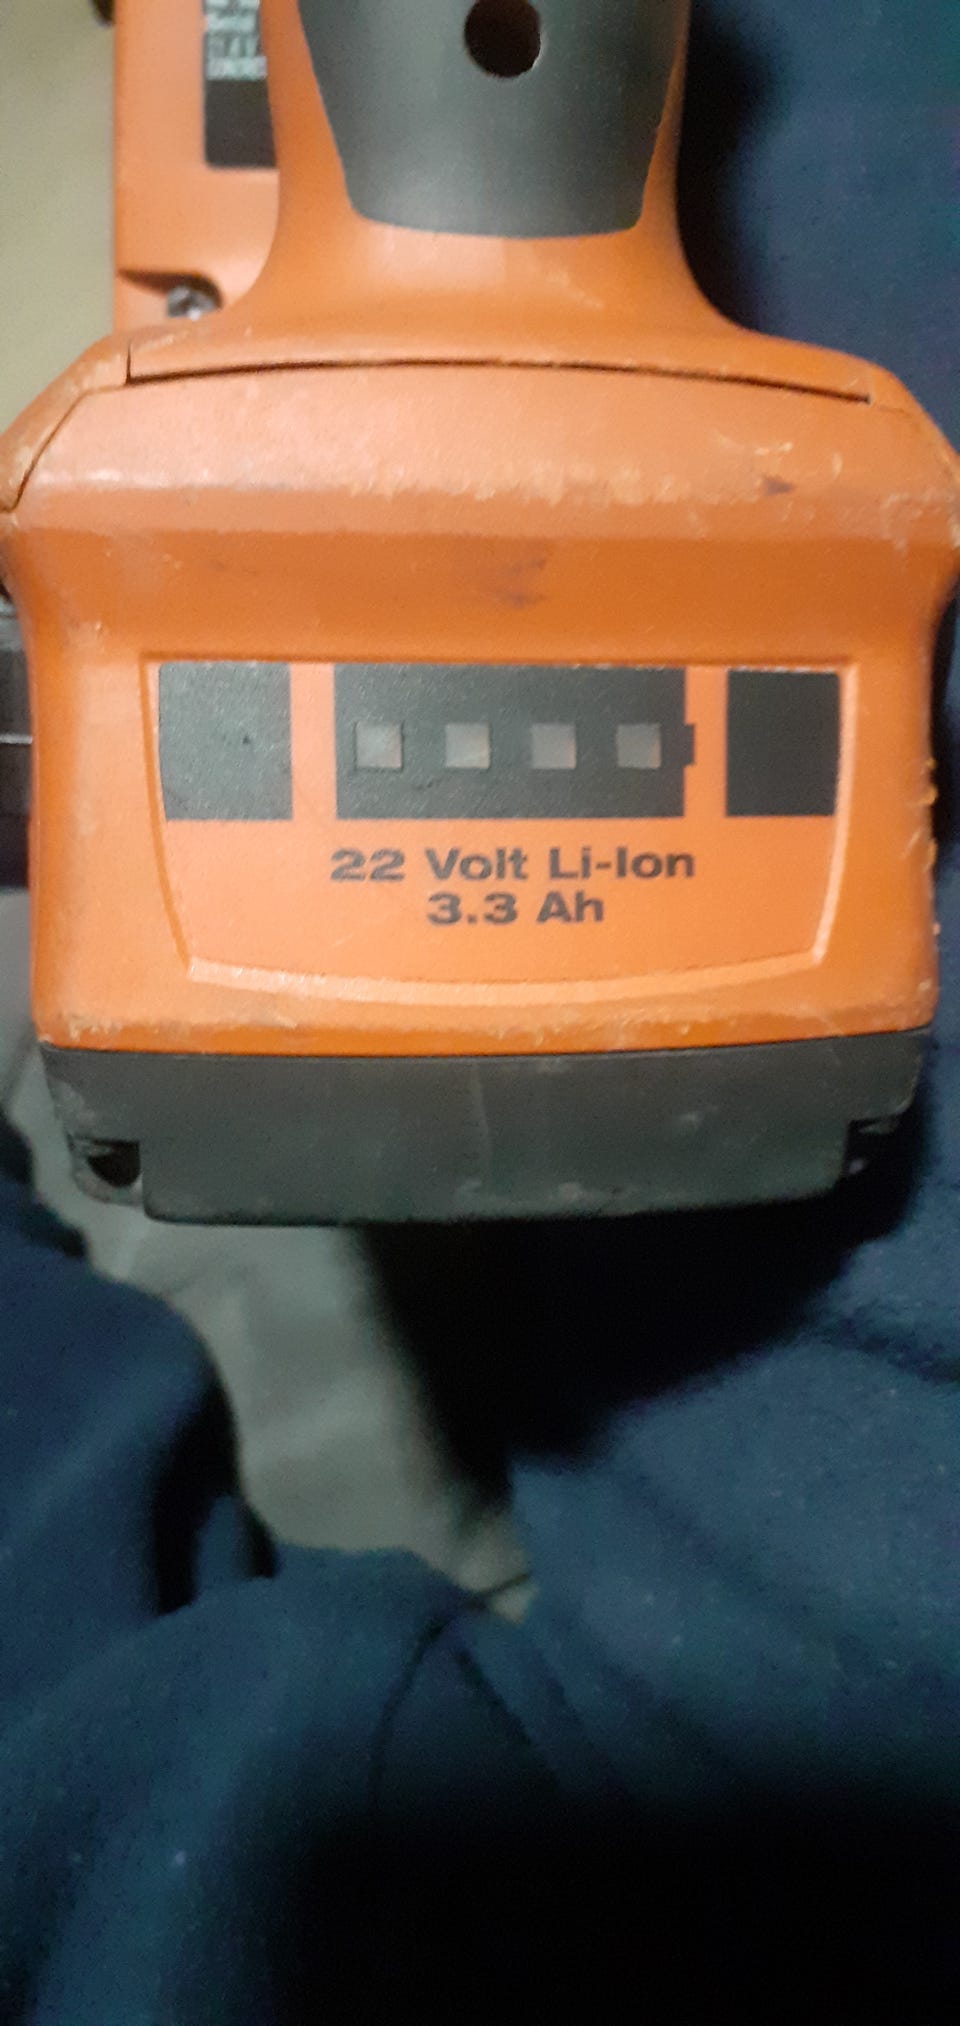 22 Volt Li-Ion
3.3 Ah